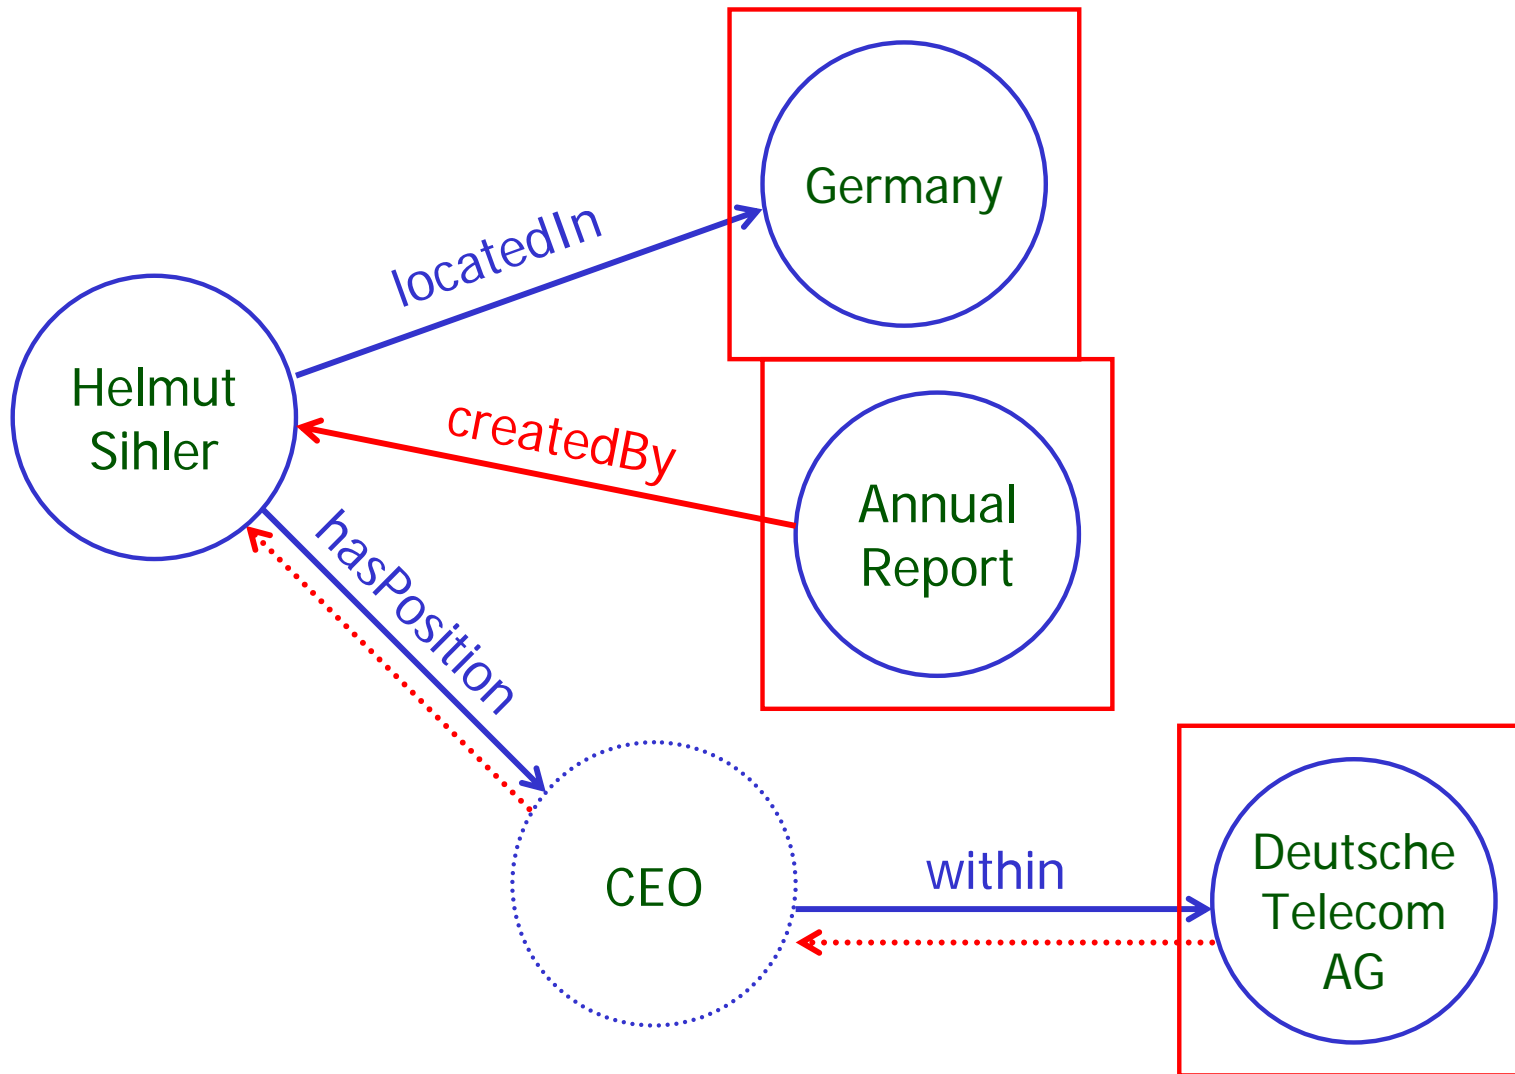 Germany
locatedIn
Helmut
Sihler
createdBy
Annual
Report
hasPosition
CEO
within
Deutsche
Telecom
AG